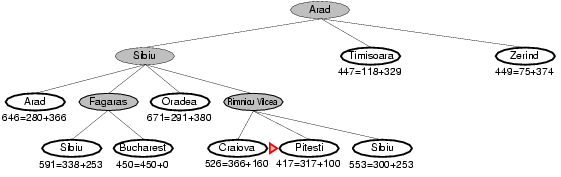 Arad
Sibiu
Timisoara
Zerind
447=118+329
449=75+374
Arad
Fagaras
Oradea
Rimnicu Vilcea
646=280+366
671=291+380
Sibiu
Bucharest
Craiova
Pitesti
Sibiu
591=338+253
450=450+0
526=366+160
417=317+100
553=300+253